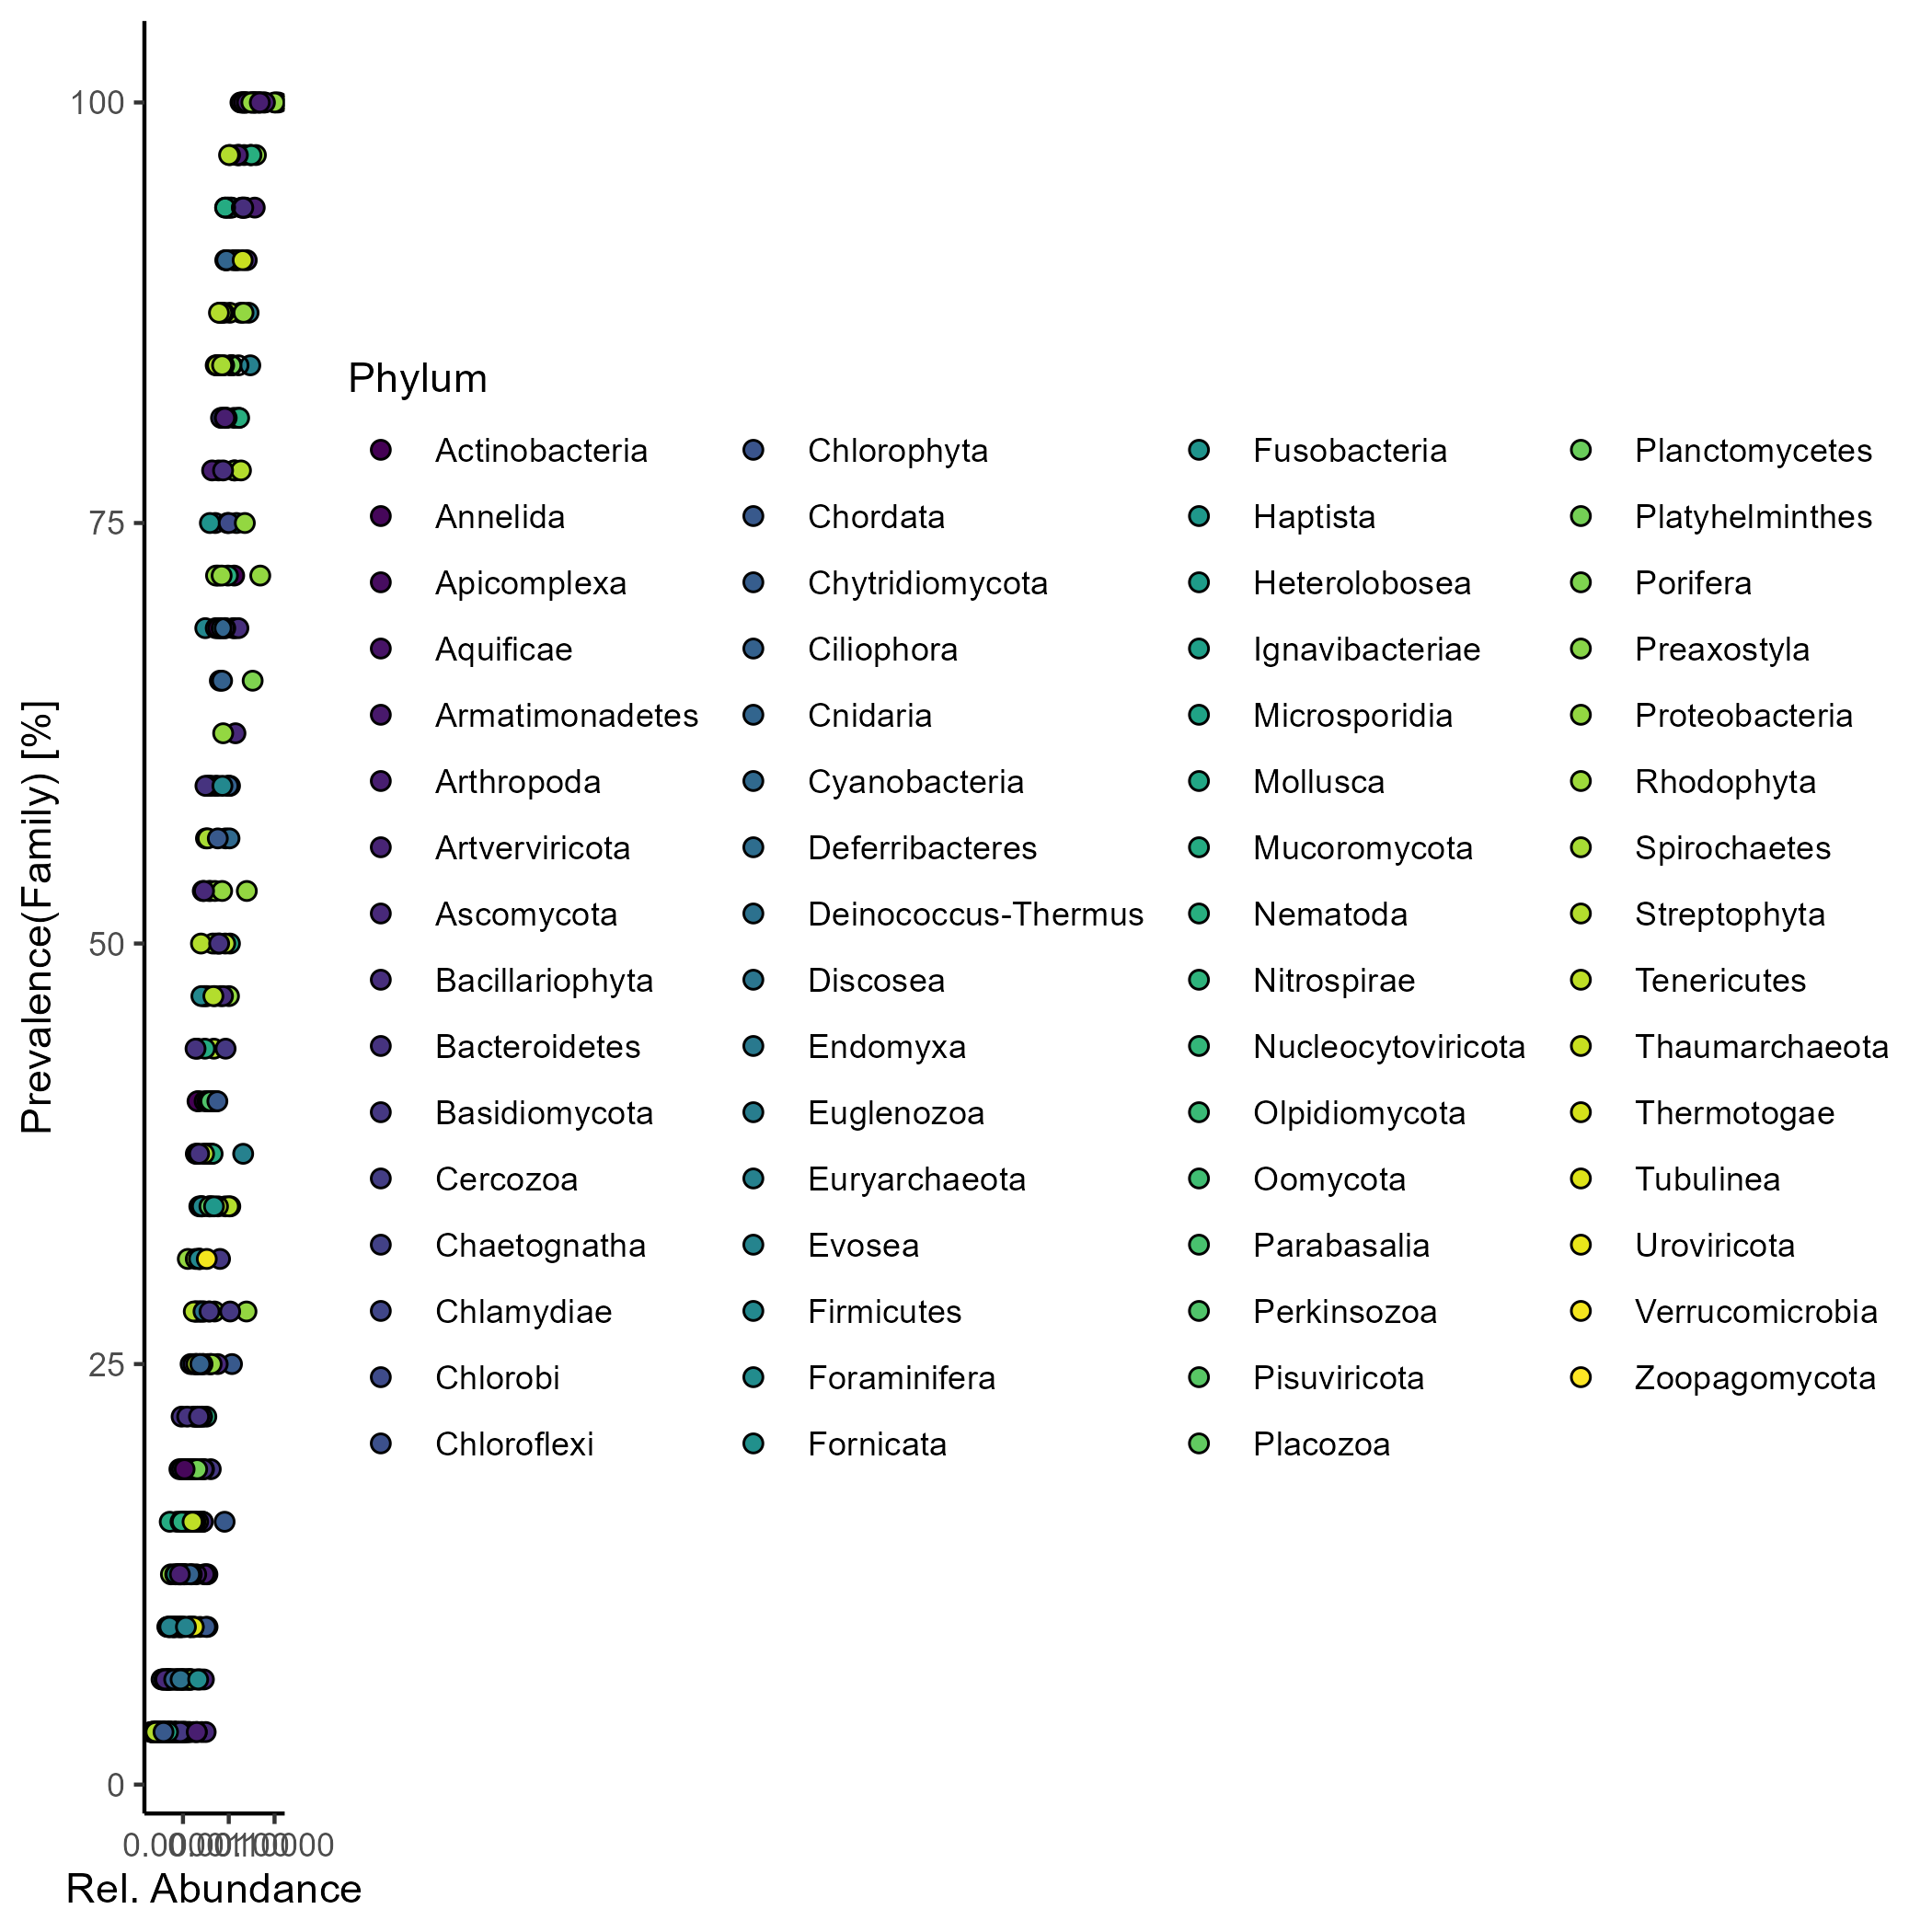 100
75
50
25
0
Prevalence(Family) [%]
Rel. Abundance
Phylum
Actinobacteria
Annelida
Apicomplexa
Aquificae
Armatimonadetes
Arthropoda
Artverviricota
Ascomycota
Bacillariophyta
Bacteroidetes
Basidiomycota
Cercozoa
Chaetognatha
Chlamydiae
Chlorobi
Chloroflexi
Chlorophyta
Chordata
Chytridiomycota
Ciliophora
Cnidaria
Cyanobacteria
Deferribacteres
Deinococcus-Thermus
Discosea
Endomyxa
Euglenozoa
Euryarchaeota
Evosea
Firmicutes
Foraminifera
Fornicata
Fusobacteria
Haptista
Heterolobosea
Ignavibacteriae
Microsporidia
Mollusca
Mucoromycota
Nematoda
Nitrospirae
Nucleocytoviricota
Olpidiomycota
Oomycota
Parabasalia
Perkinsozoa
Pisuviricota
Placozoa
Planctomycetes
Platyhelminthes
Porifera
Preaxostyla
Proteobacteria
Rhodophyta
Spirochaetes
Streptophyta
Tenericutes
Thaumarchaeota
Thermotogae
Tubulinea
Uroviricota
Verrucomicrobia
Zoopagomycota